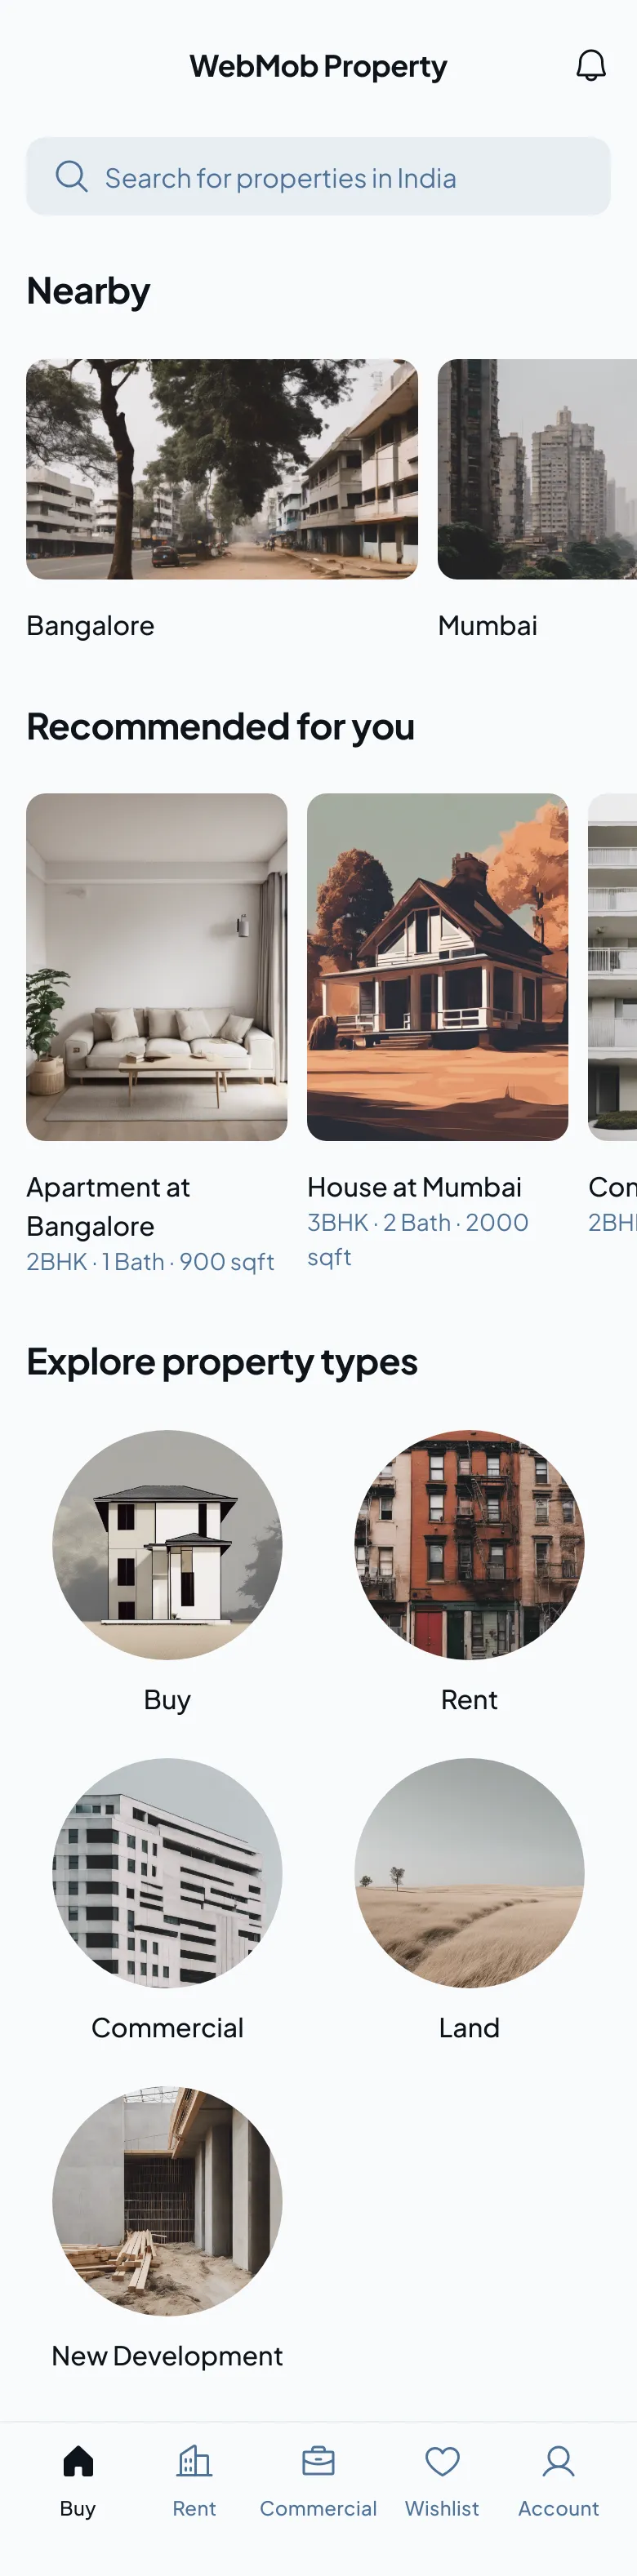 WebMob Property
Search for properties in India
Nearby
Bangalore
Mumbai
Recommended for you
Apartment at
Bangalore
2BHK · 1 Bath · 900 sqft
House at Mumbai
3BHK · 2 Bath · 2000
sqft
Con
2BH
Explore property types
Buy
Rent
Commercial
Land
New Development
Buy
Rent
Commercial
Wishlist
Account